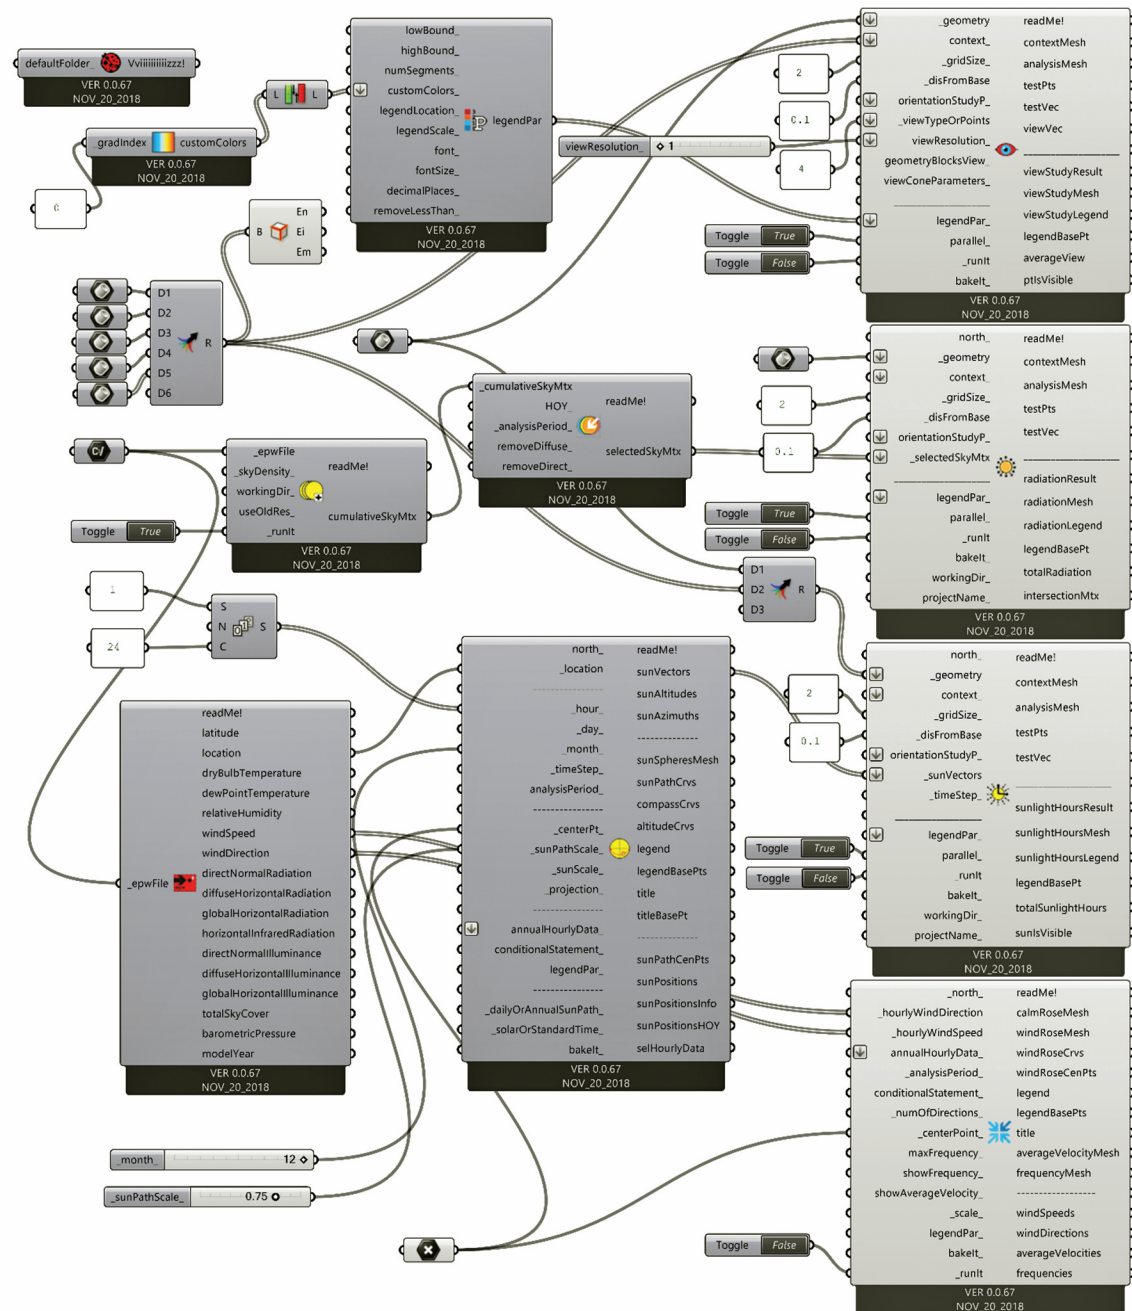 defaultFolder_
Vviiiiiiiiiizzz!
VER 0.0.67
NOV_20_2018
_gradIndex
customColors
VER 0.0.67
NOV_20_2018
0
L
L
lowBound_
highBound_
numSegments_
customColors_
legendLocation_
legendScale_
font_
fontSize_
decimalPlaces_
removeLessThan_
legendPar
VER 0.0.67
NOV_20_2018
B
En
Ei
Em
D1
D2
D3
D4
D5
D6
R
viewResolution_
1
2
0.1
4
Toggle
True
Toggle
False
_geometry
context_
_gridSize_
_disFromBase
orientationStudyP_
_viewTypeOrPoints
viewResolution_
geometryBlocksView_
viewConeParameters_
legendPar_
parallel_
_runIt
bakeIt_
readMe!
contextMesh
analysisMesh
testPts
testVec
viewVec
viewStudyResult
viewStudyMesh
viewStudyLegend
legendBasePt
averageView
ptIsVisible
VER 0.0.67
NOV_20_2018
2
0.1
Toggle
True
Toggle
False
north_
_geometry
context_
_gridSize_
_disFromBase
orientationStudyP_
_selectedSkyMtx
legendPar_
parallel_
_runIt
bakeIt_
workingDir_
projectName_
readMe!
contextMesh
analysisMesh
testPts
testVec
radiationResult
radiationMesh
radiationLegend
legendBasePt
totalRadiation
intersectionMtx
VER 0.0.67
NOV_20_2018
C/
_epwFile
_skyDensity_
workingDir_
useOldRes_
_runIt
readMe!
cumulativeSkyMtx
VER 0.0.67
NOV_20_2018
Toggle
True
_cumulativeSkyMtx
HOY_
_analysisPeriod_
removeDiffuse_
removeDirect_
readMe!
selectedSkyMtx
VER 0.0.67
NOV_20_2018
D1
D2
D3
R
1
24
S
N
C
S
readMe!
latitude
location
dryBulbTemperature
dewPointTemperature
relativeHumidity
windSpeed
windDirection
directNormalRadiation
diffuseHorizontalRadiation
globalHorizontalRadiation
horizontalInfraredRadiation
directNormalIlluminance
diffuseHorizontalIlluminance
globalHorizontalIlluminance
totalSkyCover
barometricPressure
modelYear
_epwFile
VER 0.0.67
NOV_20_2018
north_
_location
_hour_
_day_
_month_
_timeStep_
analysisPeriod_
_centerPt_
_sunPathScale_
_sunScale_
_projection_
annualHourlyData_
conditionalStatement_
legendPar_
_dailyOrAnnualSunPath_
_solarOrStandardTime_
bakeIt_
readMe!
sunVectors
sunAltitudes
sunAzimuths
sunSpheresMesh
sunPathCrvs
compassCrvs
altitudeCrvs
legend
legendBasePts
title
titleBasePt
sunPathCenPts
sunPositions
sunPositionsInfo
sunPositionsHOY
selHourlyData
VER 0.0.67
NOV_20_2018
2
0.1
Toggle
True
Toggle
False
north_
_geometry
context_
_gridSize_
_disFromBase
orientationStudyP_
_sunVectors
_timeStep_
legendPar_
parallel_
_runIt
bakeIt_
workingDir_
projectName_
readMe!
contextMesh
analysisMesh
testPts
testVec
sunlightHoursResult
sunlightHoursMesh
sunlightHoursLegend
legendBasePt
totalSunlightHours
sunIsVisible
VER 0.0.67
NOV_20_2018
_north_
_hourlyWindDirection
_hourlyWindSpeed
annualHourlyData_
_analysisPeriod_
conditionalStatement_
_numOfDirections_
_centerPoint_
maxFrequency_
showFrequency_
showAverageVelocity_
_scale_
legendPar_
bakeIt_
_runIt
readMe!
calmRoseMesh
windRoseMesh
windRoseCrvs
windRoseCenPts
legend
legendBasePts
title
averageVelocityMesh
frequencyMesh
windSpeeds
windDirections
averageVelocities
frequencies
VER 0.0.67
NOV_20_2018
_month_
12
_sunPathScale_
0.75
Toggle
False